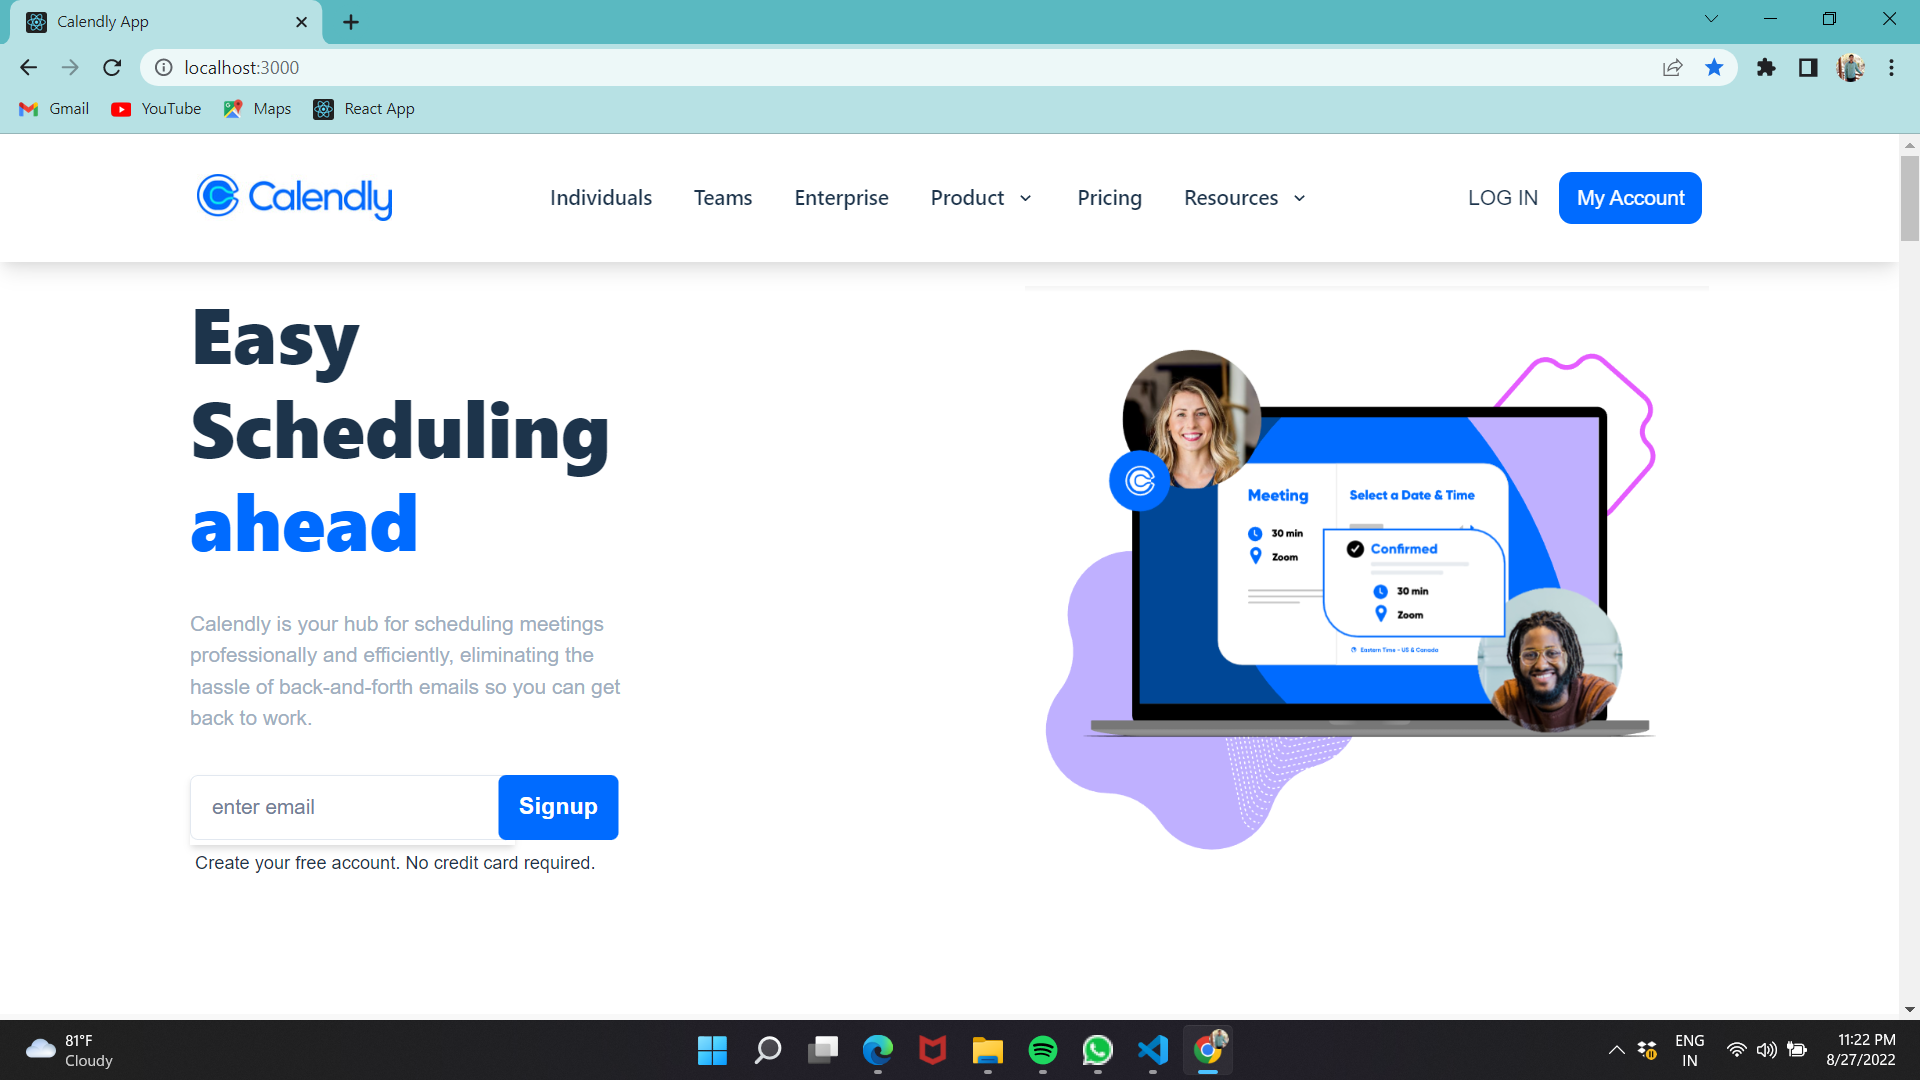 Calendly App
localhost:3000
Gmail YouTube Maps React App
Calendly Individuals Teams Enterprise Product Pricing Resources LOG IN My Account
Easy
Scheduling
ahead
Calendly is your hub for scheduling meetings
professionally and efficiently, eliminating the
hassle of back-and-forth emails so you can get
back to work.
enter email Signup
Create your free account. No credit card required.
Meeting
30 min
Zoom
Select a Date & Time
Confirmed
30 min
Zoom
Eastern Time - US & Canada
81°F
Cloudy
ENG
IN
11:22 PM
8/27/2022